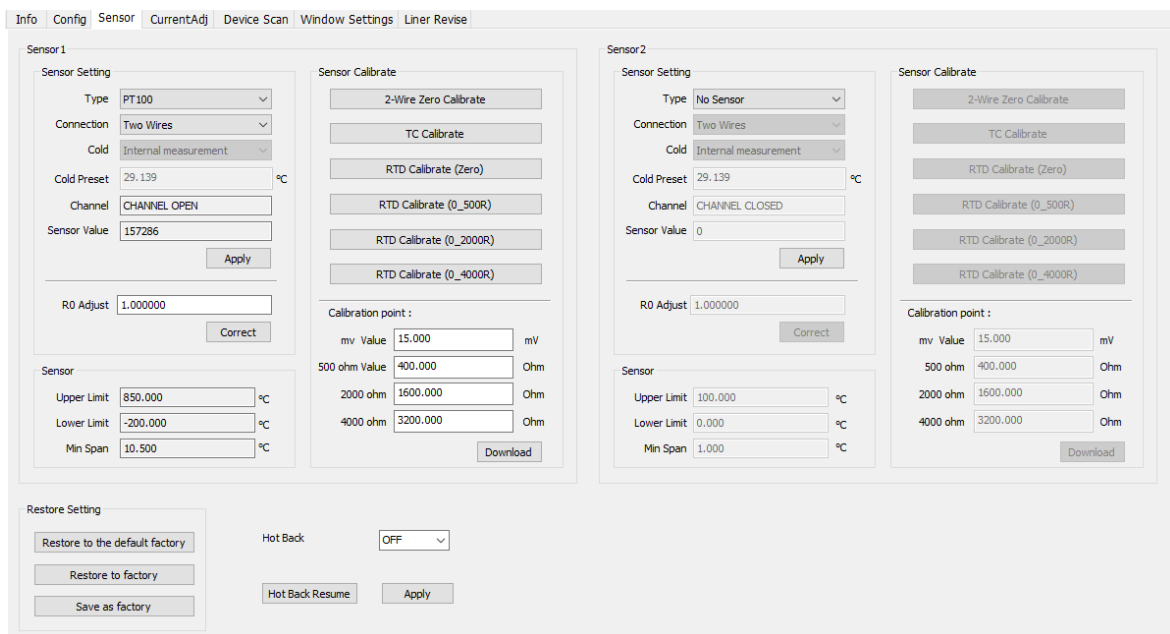 Info Config Sensor CurrentAdj Device Scan Window Settings Liner Revise
Sensor1
Sensor Setting
Type PT100
Connection Two Wires
Cold Internal measurement
Cold Preset 29.139 ºC
Channel CHANNEL OPEN
Sensor Value 157286
Apply
R0 Adjust 1.000000
Correct
Sensor
Upper Limit 850.000 ºC
Lower Limit -200.000 ºC
Min Span 10.500 ºC
Sensor Calibrate
2-Wire Zero Calibrate
TC Calibrate
RTD Calibrate (Zero)
RTD Calibrate (0_500R)
RTD Calibrate (0_2000R)
RTD Calibrate (0_4000R)
Calibration point :
mv Value 15.000 mV
500 ohm Value 400.000 Ohm
2000 ohm 1600.000 Ohm
4000 ohm 3200.000 Ohm
Download
Sensor2
Sensor Setting
Type No Sensor
Connection Two Wires
Cold Internal measurement
Cold Preset 29.139 ºC
Channel CHANNEL CLOSED
Sensor Value 0
Apply
R0 Adjust 1.000000
Correct
Sensor
Upper Limit 100.000 ºC
Lower Limit 0.000 ºC
Min Span 1.000 ºC
Sensor Calibrate
2-Wire Zero Calibrate
TC Calibrate
RTD Calibrate (Zero)
RTD Calibrate (0_500R)
RTD Calibrate (0_2000R)
RTD Calibrate (0_4000R)
Calibration point :
mv Value 15.000 mV
500 ohm 400.000 Ohm
2000 ohm 1600.000 Ohm
4000 ohm 3200.000 Ohm
Download
Restore Setting
Restore to the default factory
Restore to factory
Save as factory
Hot Back OFF
Hot Back Resume Apply